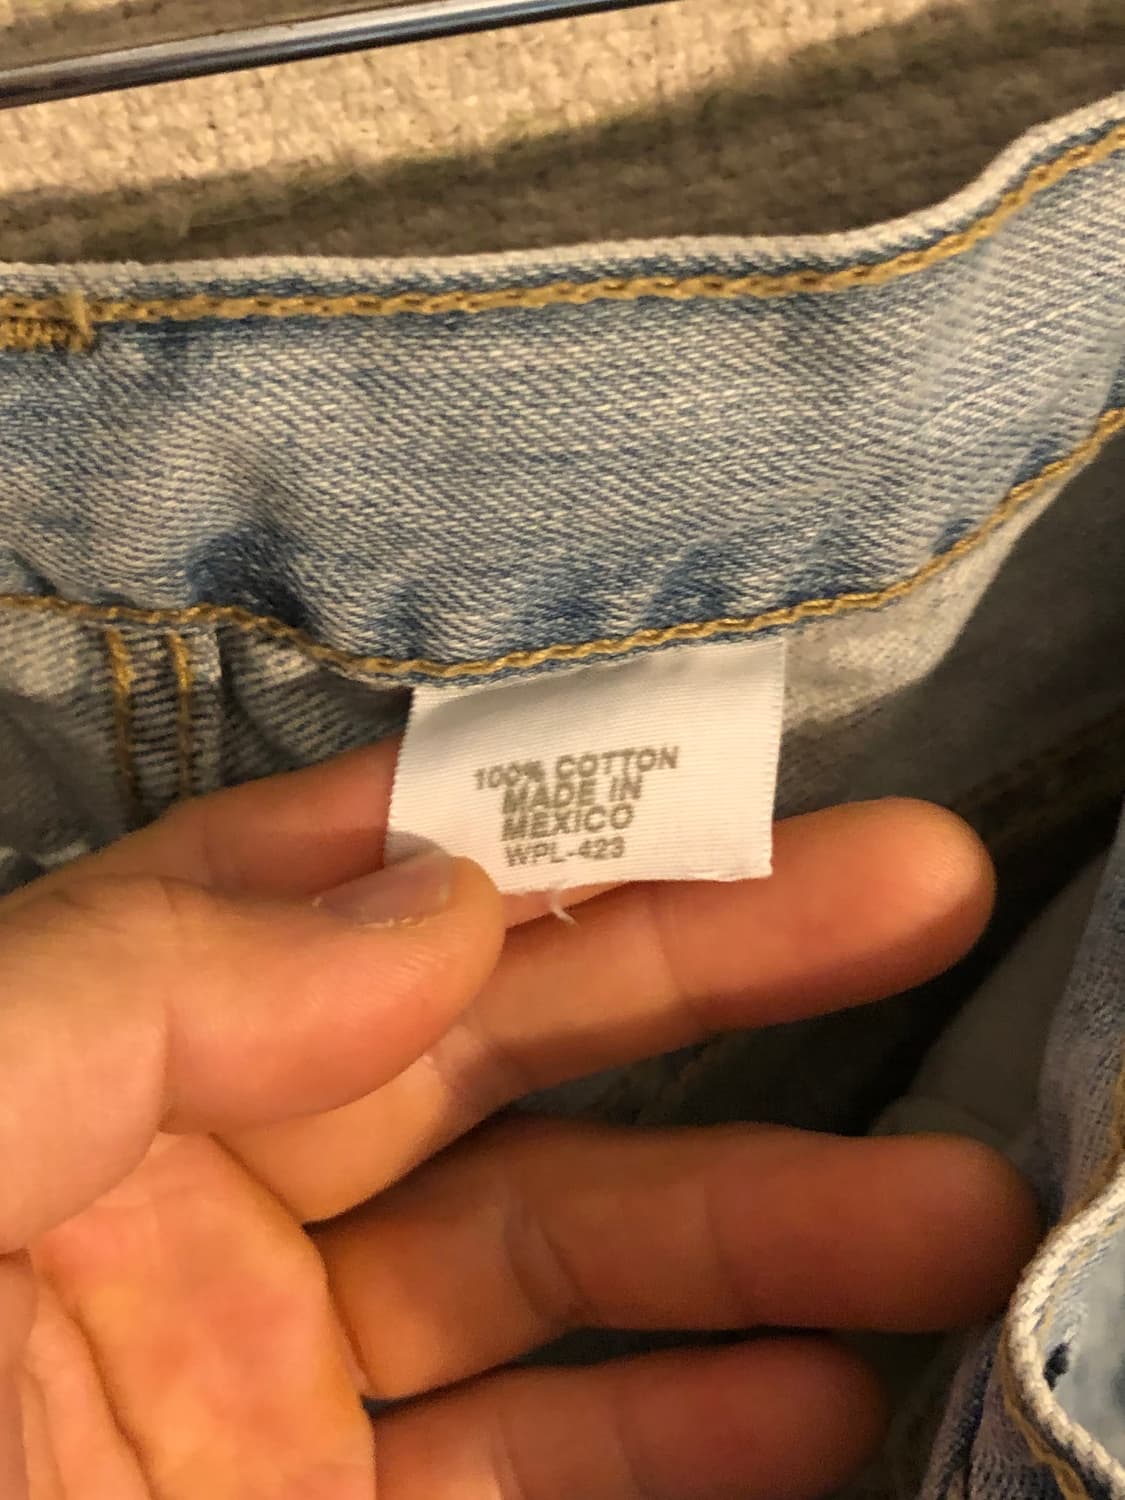 100% COTTON
MADE IN
MEXICO
WPL-423